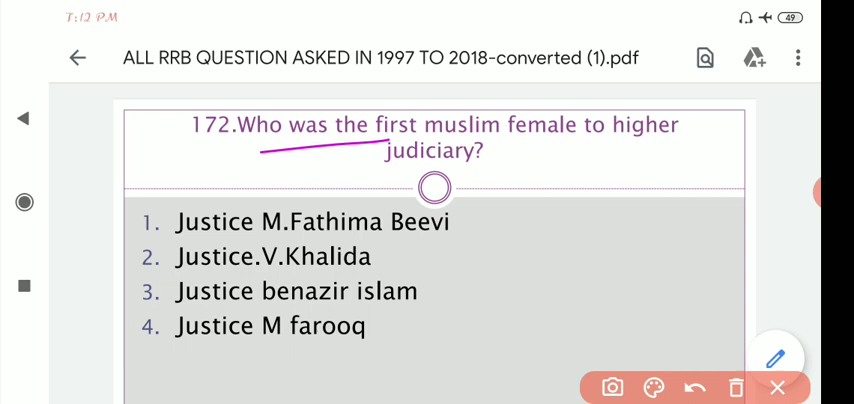 7:12 PM
49
ALL RRB QUESTION ASKED IN 1997 TO 2018-converted (1).pdf
172.Who was the first muslim female to higher
judiciary?
1. Justice M.Fathima Beevi
2. Justice.V.Khalida
3. Justice benazir islam
4. Justice M farooq